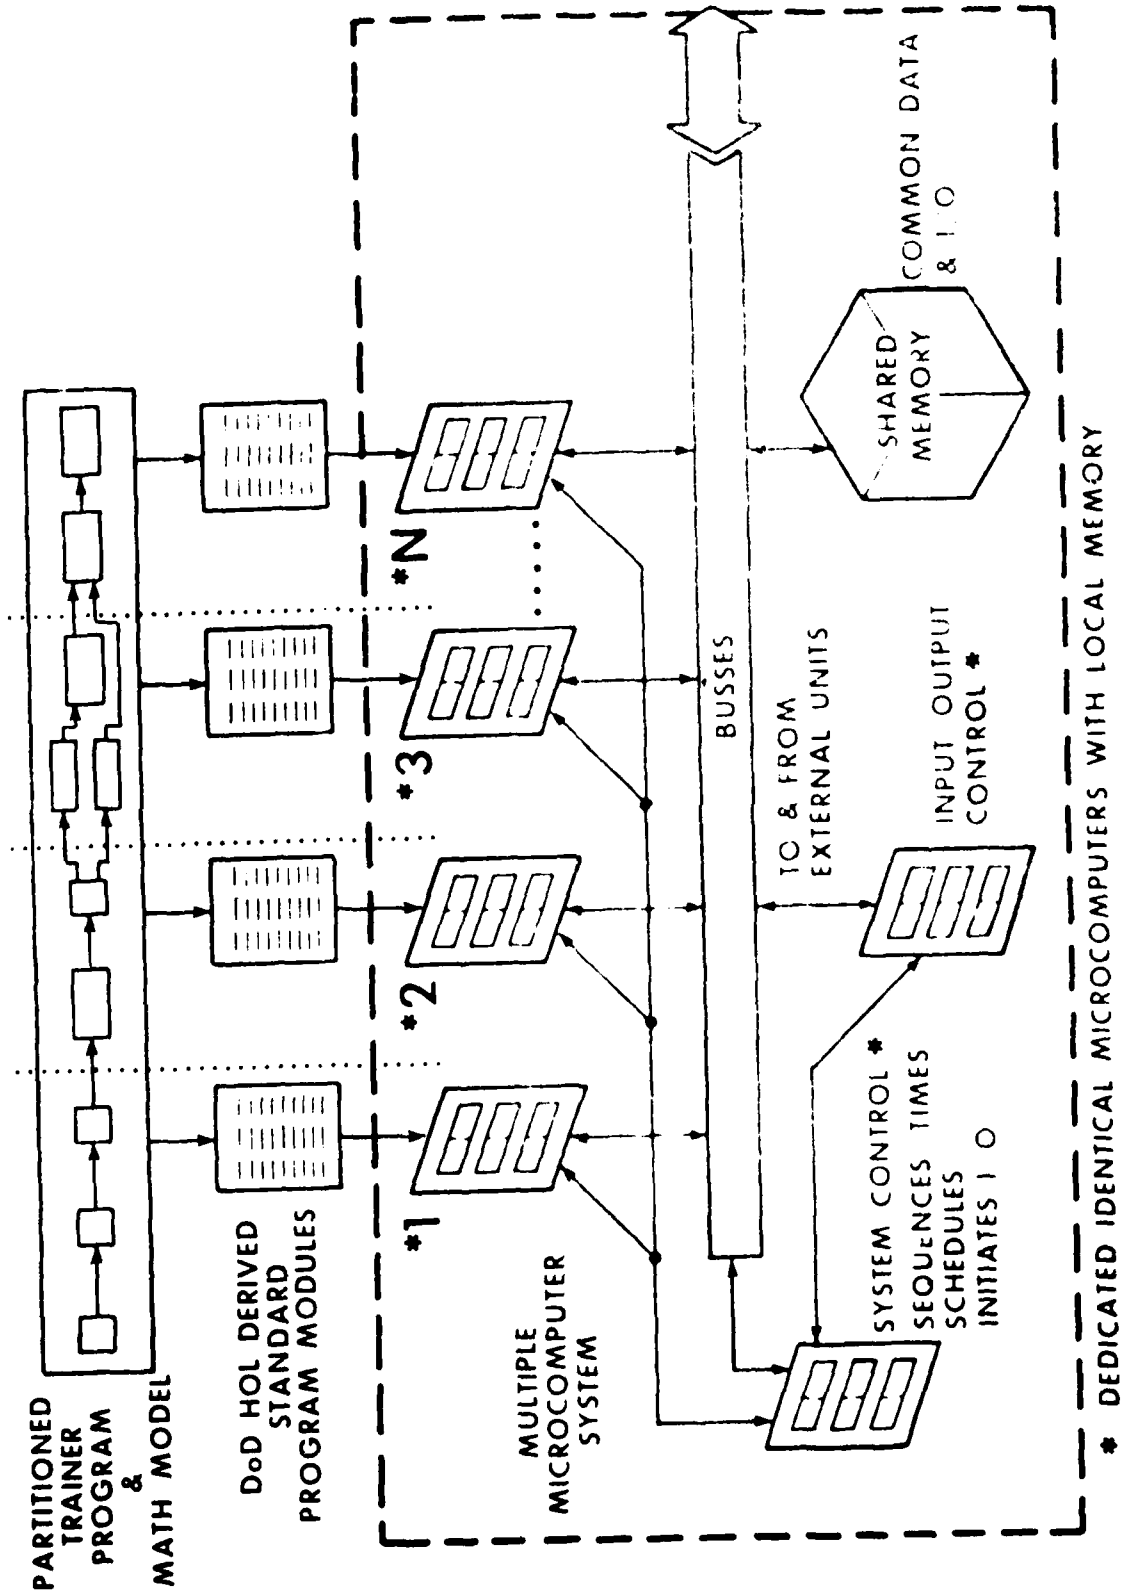 PARTITIONED
TRAINER
PROGRAM
&
MATH MODEL
DoD HOL DERIVED
STANDARD
PROGRAM MODULES
MULTIPLE
MICROCOMPUTER
SYSTEM
*1
*2
*3
*N
BUSSES
TO & FROM
EXTERNAL UNITS
SHARED
MEMORY
COMMON DATA
& I/O
SYSTEM CONTROL *
SEQUENCES TIMES
SCHEDULES
INITIATES I O
INPUT OUTPUT
CONTROL *
* DEDICATED IDENTICAL MICROCOMPUTERS WITH LOCAL MEMORY